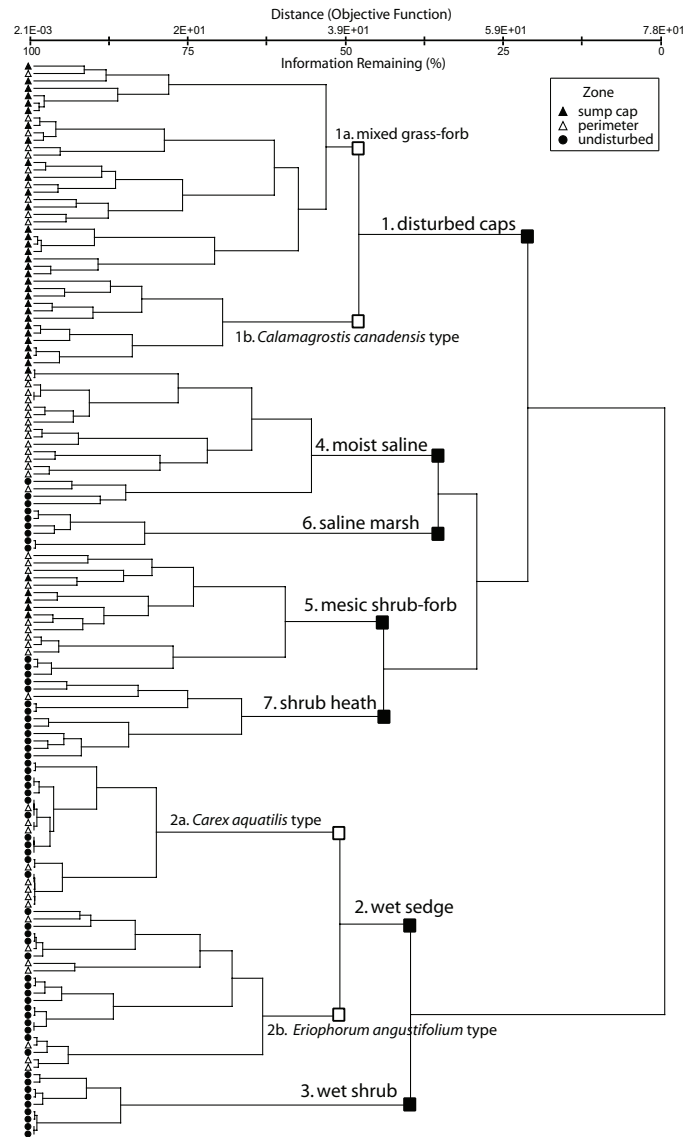 Distance (Objective Function)
2.1E-03 2E+01 3.9E+01 5.9E+01 7.8E+01
100 75 50 25 0
Information Remaining (%)
Zone
sump cap
perimeter
undisturbed
1a. mixed grass-forb
1. disturbed caps
1b. Calamagrostis canadensis type
4. moist saline
6. saline marsh
5. mesic shrub-forb
7. shrub heath
2a. Carex aquatilis type
2. wet sedge
2b. Eriophorum angustifolium type
3. wet shrub